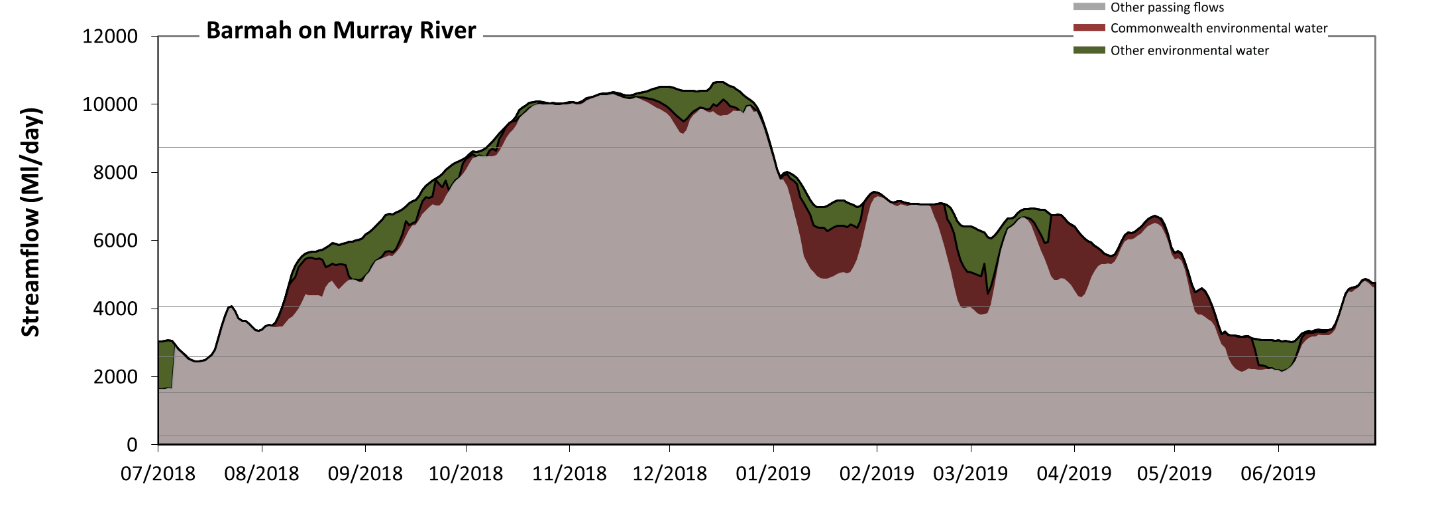 Other passing flows
Commonwealth environmental water
Other environmental water
Barmah on Murray River
Streamflow (Ml/day)
12000
10000
8000
6000
4000
2000
0
07/2018 08/2018 09/2018 10/2018 11/2018 12/2018 01/2019 02/2019 03/2019 04/2019 05/2019 06/2019